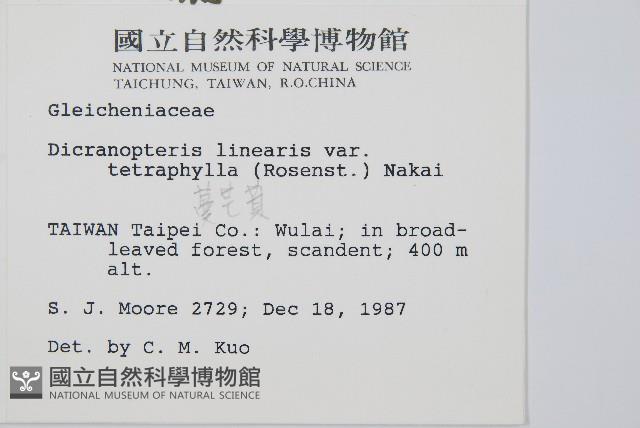 國立自然科學博物館
NATIONAL MUSEUM OF NATURAL SCIENCE
TAICHUNG, TAIWAN, R.O.CHINA
Gleicheniaceae
Dicranopteris linearis var.
tetraphylla (Rosenst.) Nakai
蔓芒萁
TAIWAN Taipei Co.: Wulai; in broad-
leaved forest, scandent; 400 m
alt.
S. J. Moore 2729; Dec 18, 1987
Det. by C. M. Kuo
國立自然科學博物館
NATIONAL MUSEUM OF NATURAL SCIENCE